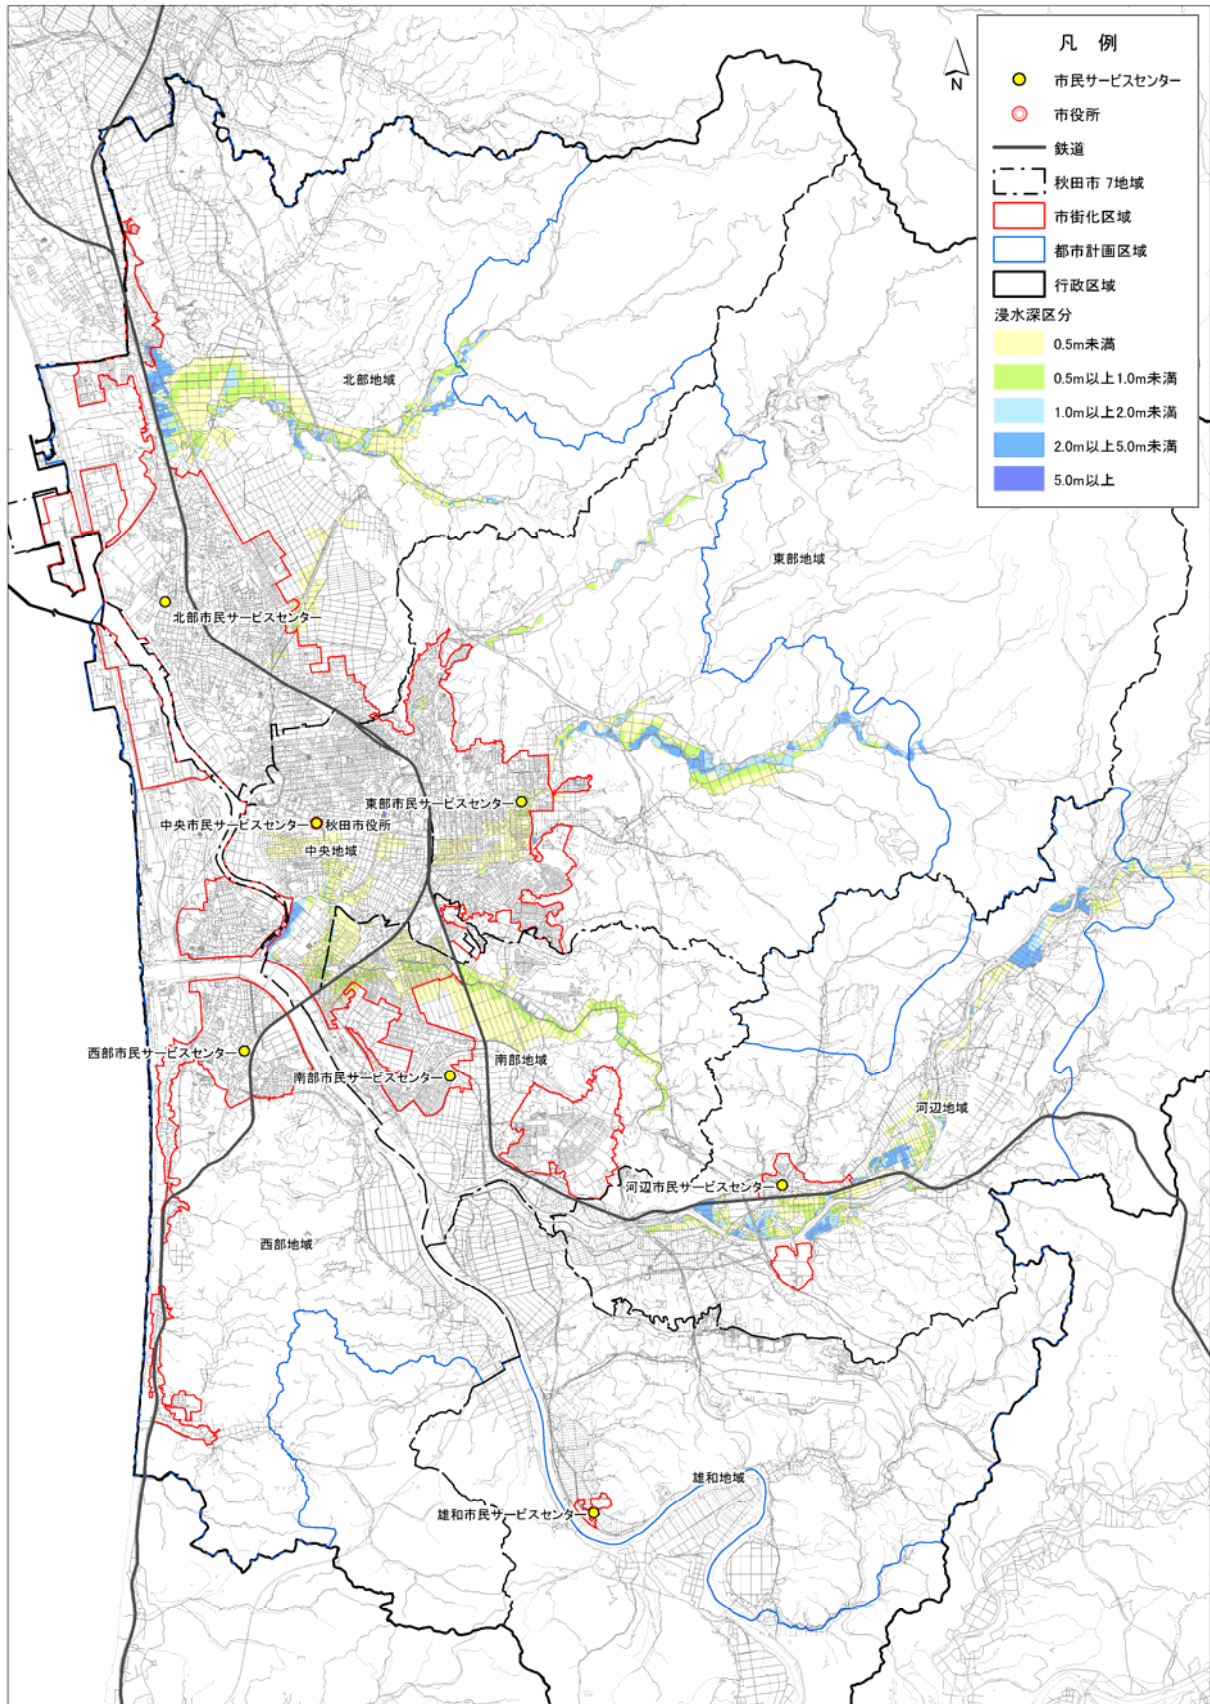 凡 例
N
市民サービスセンター
市役所
鉄道
秋田市 7地域
市街化区域
都市計画区域
行政区域
浸水深区分
0.5m未満
0.5m以上1.0m未満
1.0m以上2.0m未満
2.0m以上5.0m未満
5.0m以上
北部地域
東部地域
北部市民サービスセンター
東部市民サービスセンター
中央市民サービスセンター
秋田市役所
中央地域
西部市民サービスセンター
南部地域
南部市民サービスセンター
河辺地域
河辺市民サービスセンター
西部地域
雄和地域
雄和市民サービスセンター